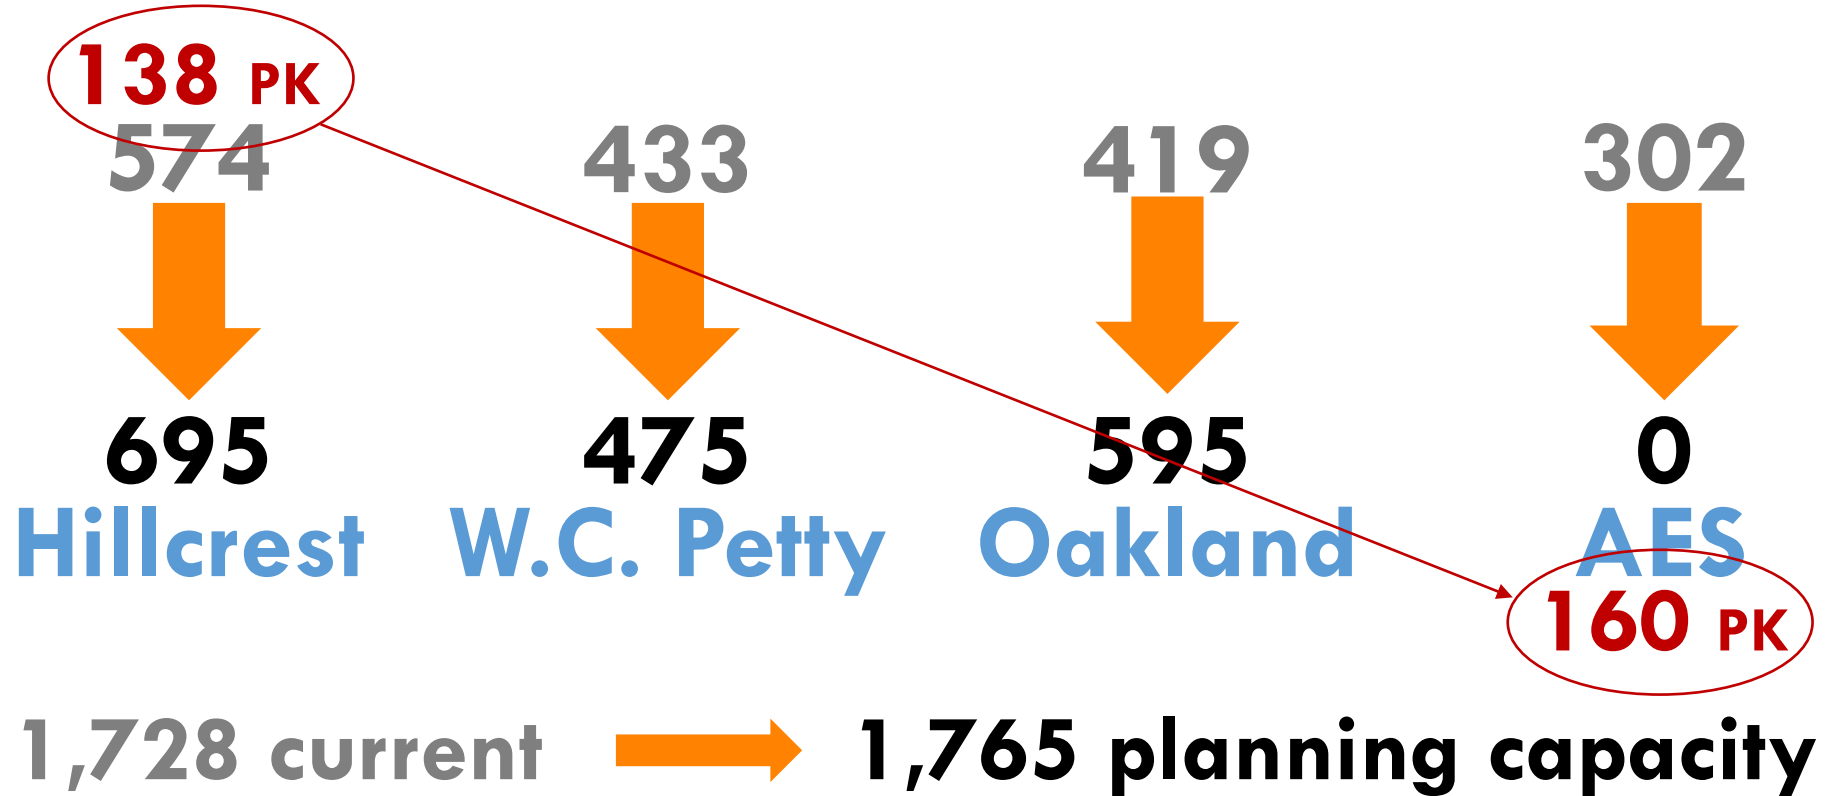 138 PK
574 433 419 302
695 475 595 0
Hillcrest W.C. Petty Oakland AES
160 PK
1,728 current 1,765 planning capacity